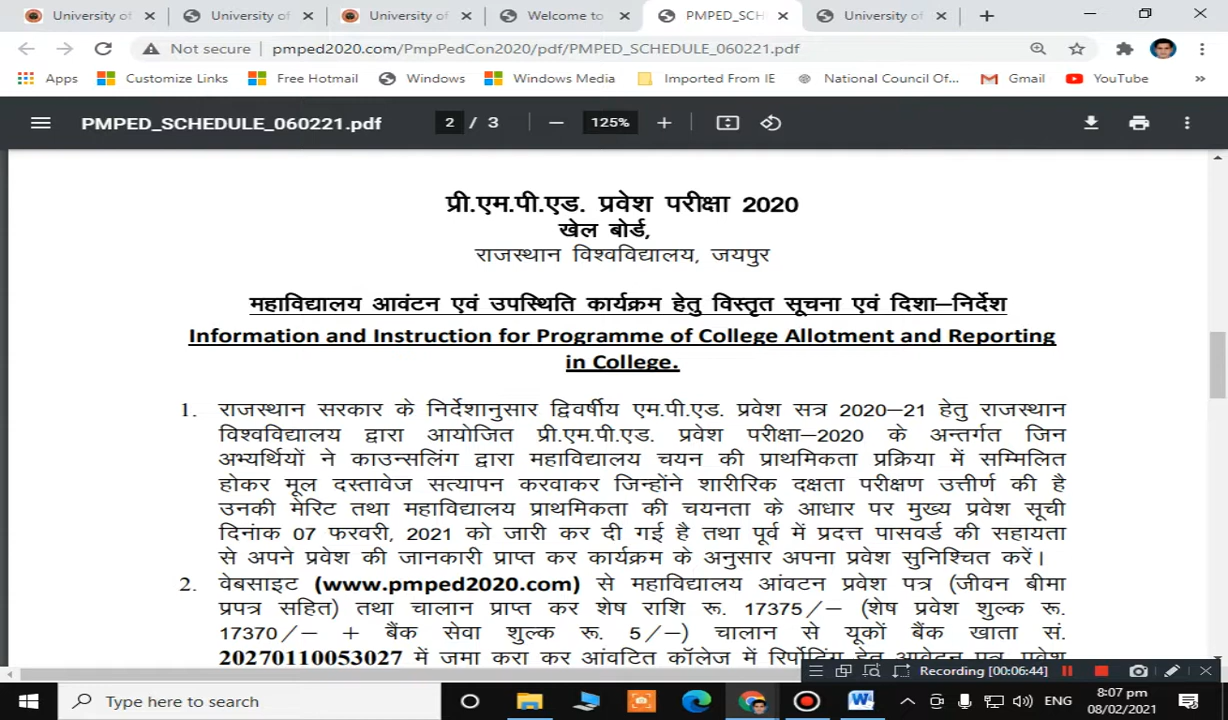 University of
University of
University of
Welcome to
PMPED_SCH
University of
Not secure pmped2020.com/PmpPedCon2020/pdf/PMPED_SCHEDULE_060221.pdf
Apps Customize Links Free Hotmail Windows Windows Media Imported From IE National Council Of... Gmail YouTube »
PMPED_SCHEDULE_060221.pdf 2 / 3 125%
प्री.एम.पी.एड. प्रवेश परीक्षा 2020
खेल बोर्ड,
राजस्थान विश्वविद्यालय, जयपुर
महाविद्यालय आवंटन एवं उपस्थिति कार्यक्रम हेतु विस्तृत सूचना एवं दिशा–निर्देश
Information and Instruction for Programme of College Allotment and Reporting
in College.
1. राजस्थान सरकार के निर्देशानुसार द्विवर्षीय एम.पी.एड. प्रवेश सत्र 2020–21 हेतु राजस्थान
विश्वविद्यालय द्वारा आयोजित प्री.एम.पी.एड. प्रवेश परीक्षा–2020 के अन्तर्गत जिन
अभ्यर्थियों ने काउन्सलिंग द्वारा महाविद्यालय चयन की प्राथमिकता प्रक्रिया में सम्मिलित
होकर मूल दस्तावेज सत्यापन करवाकर जिन्होंने शारीरिक दक्षता परीक्षण उत्तीर्ण की है
उनकी मेरिट तथा महाविद्यालय प्राथमिकता की चयनता के आधार पर मुख्य प्रवेश सूची
दिनांक 07 फरवरी, 2021 को जारी कर दी गई है तथा पूर्व में प्रदत्त पासवर्ड की सहायता
से अपने प्रवेश की जानकारी प्राप्त कर कार्यक्रम के अनुसार अपना प्रवेश सुनिश्चित करें।
2. वेबसाइट (www.pmped2020.com) से महाविद्यालय आंवटन प्रवेश पत्र (जीवन बीमा
प्रपत्र सहित) तथा चालान प्राप्त कर शेष राशि रू. 17375/– (शेष प्रवेश शुल्क रू.
17370/– + बैंक सेवा शुल्क रू. 5/–) चालान से यूकों बैंक खाता सं.
20270110053027 में जमा करा कर आंवटित कॉलेज में रिर्पोटिंग हेतु आवेटन पत्र, प्रवेश
Recording [00:06:44]
Type here to search
ENG
8:07 pm
08/02/2021